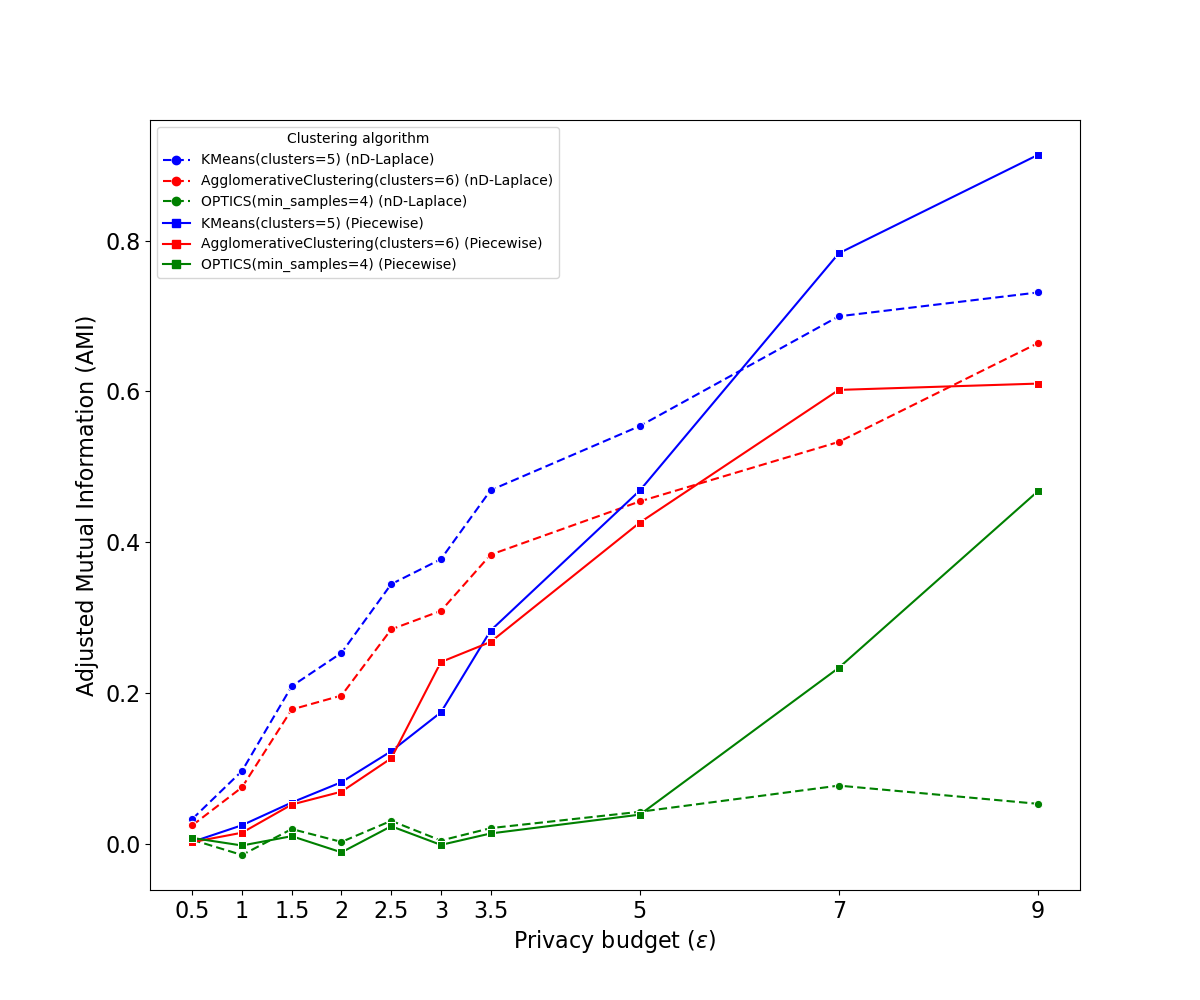 Clustering algorithm
KMeans(clusters=5) (nD-Laplace)
AgglomerativeClustering(clusters=6) (nD-Laplace)
OPTICS(min_samples=4) (nD-Laplace)
KMeans(clusters=5) (Piecewise)
AgglomerativeClustering(clusters=6) (Piecewise)
OPTICS(min_samples=4) (Piecewise)
Adjusted Mutual Information (AMI)
0.8
0.6
0.4
0.2
0.0
0.5 1 1.5 2 2.5 3 3.5 5 7 9
Privacy budget (ε)